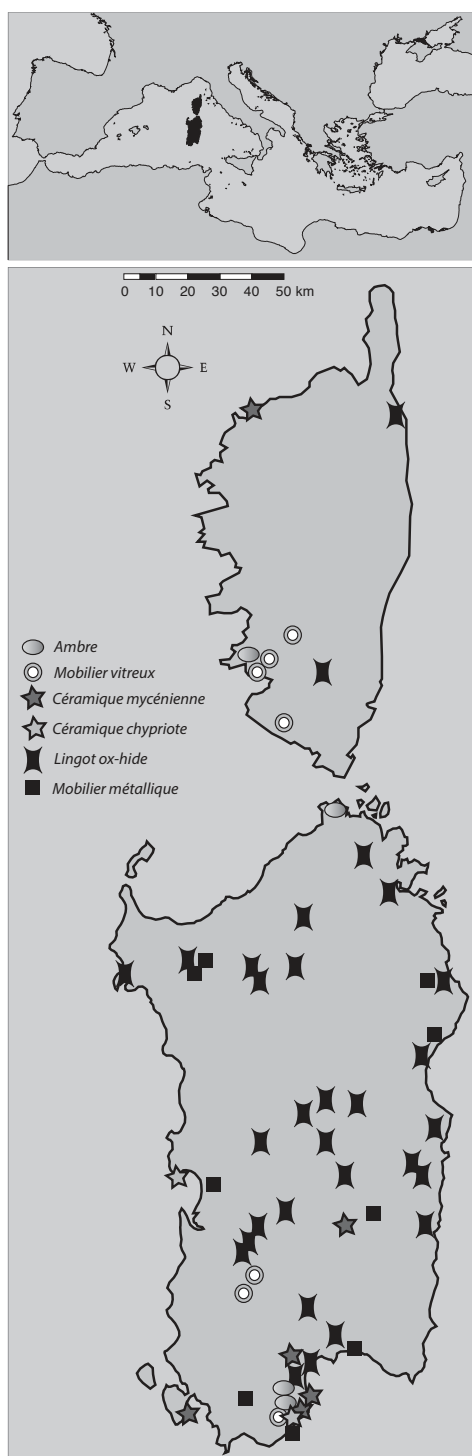 0 10 20 30 40 50 km
N
W E
S
Ambre
Mobilier vitreux
Céramique mycénienne
Céramique chypriote
Lingot ox-hide
Mobilier métallique